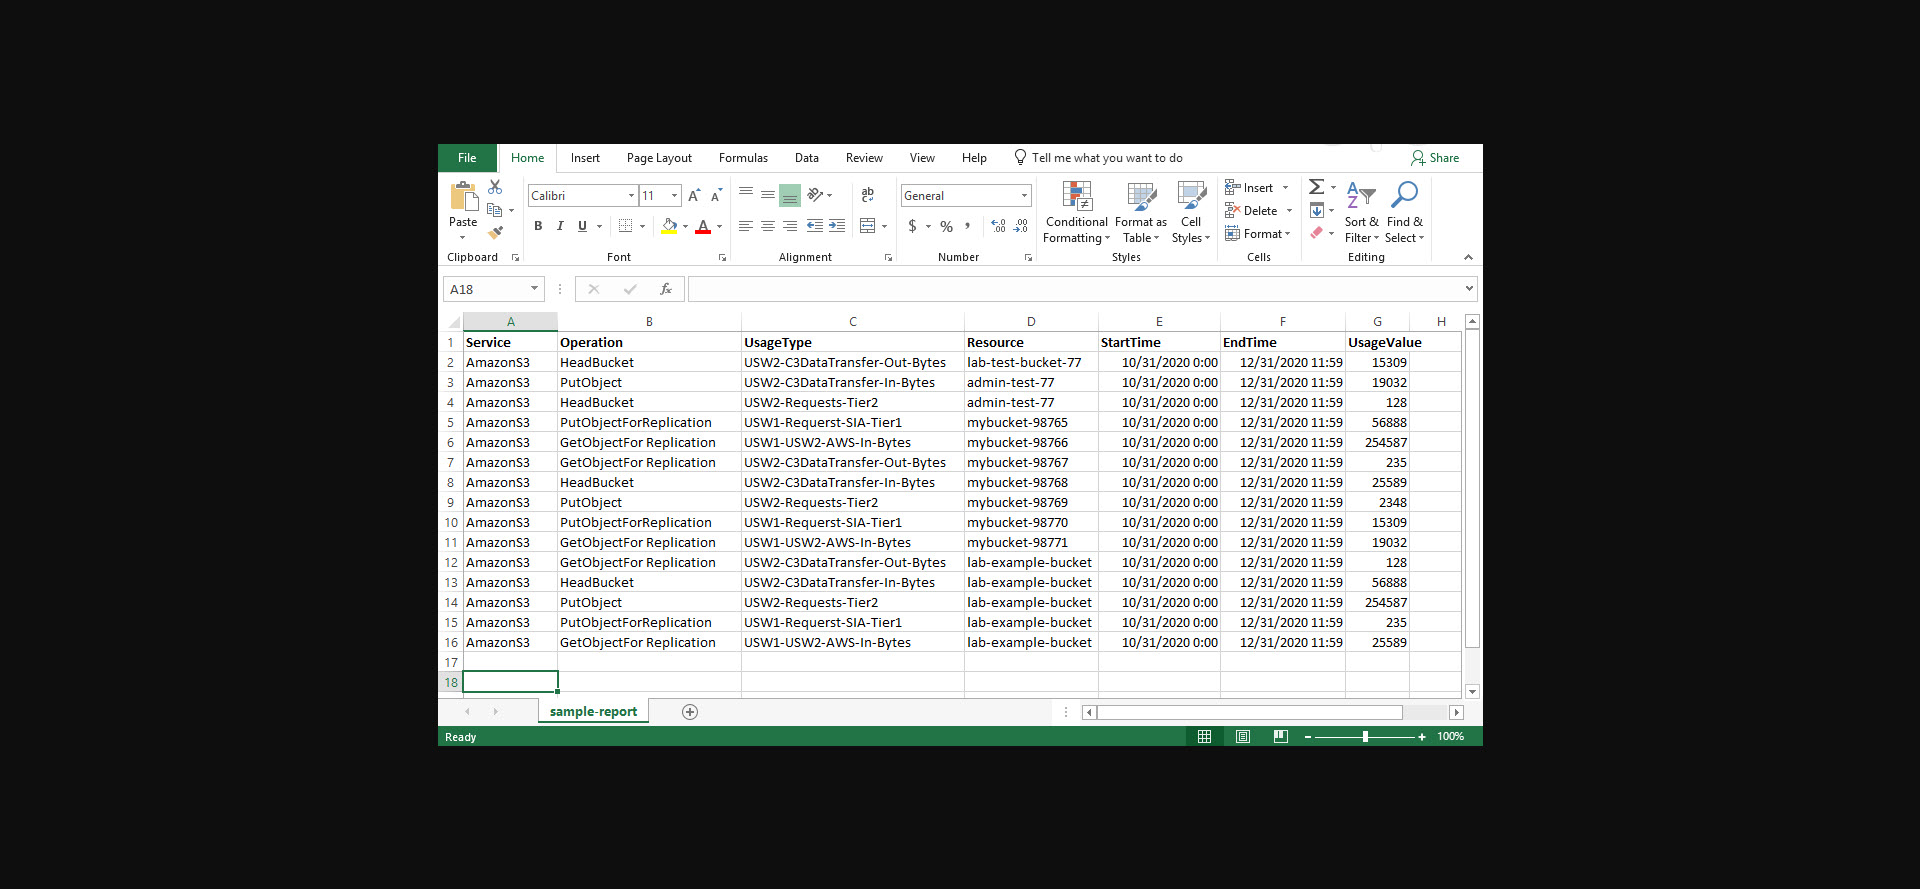 File Home Insert Page Layout Formulas Data Review View Help Tell me what you want to do Share
Calibri 11 General Insert
Paste Conditional Format as Cell Delete Sort & Find &
B I U $ % Formatting Table Styles Format Filter Select
Clipboard Font Alignment Number Styles Cells Editing
A18 fx
A B C D E F G H
1 Service Operation UsageType Resource StartTime EndTime UsageValue
2 AmazonS3 HeadBucket USW2-C3DataTransfer-Out-Bytes lab-test-bucket-77 10/31/2020 0:00 12/31/2020 11:59 15309
3 AmazonS3 PutObject USW2-C3DataTransfer-In-Bytes admin-test-77 10/31/2020 0:00 12/31/2020 11:59 19032
4 AmazonS3 HeadBucket USW2-Requests-Tier2 admin-test-77 10/31/2020 0:00 12/31/2020 11:59 128
5 AmazonS3 PutObjectForReplication USW1-Requerst-SIA-Tier1 mybucket-98765 10/31/2020 0:00 12/31/2020 11:59 56888
6 AmazonS3 GetObjectFor Replication USW1-USW2-AWS-In-Bytes mybucket-98766 10/31/2020 0:00 12/31/2020 11:59 254587
7 AmazonS3 GetObjectFor Replication USW2-C3DataTransfer-Out-Bytes mybucket-98767 10/31/2020 0:00 12/31/2020 11:59 235
8 AmazonS3 HeadBucket USW2-C3DataTransfer-In-Bytes mybucket-98768 10/31/2020 0:00 12/31/2020 11:59 25589
9 AmazonS3 PutObject USW2-Requests-Tier2 mybucket-98769 10/31/2020 0:00 12/31/2020 11:59 2348
10 AmazonS3 PutObjectForReplication USW1-Requerst-SIA-Tier1 mybucket-98770 10/31/2020 0:00 12/31/2020 11:59 15309
11 AmazonS3 GetObjectFor Replication USW1-USW2-AWS-In-Bytes mybucket-98771 10/31/2020 0:00 12/31/2020 11:59 19032
12 AmazonS3 GetObjectFor Replication USW2-C3DataTransfer-Out-Bytes lab-example-bucket 10/31/2020 0:00 12/31/2020 11:59 128
13 AmazonS3 HeadBucket USW2-C3DataTransfer-In-Bytes lab-example-bucket 10/31/2020 0:00 12/31/2020 11:59 56888
14 AmazonS3 PutObject USW2-Requests-Tier2 lab-example-bucket 10/31/2020 0:00 12/31/2020 11:59 254587
15 AmazonS3 PutObjectForReplication USW1-Requerst-SIA-Tier1 lab-example-bucket 10/31/2020 0:00 12/31/2020 11:59 235
16 AmazonS3 GetObjectFor Replication USW1-USW2-AWS-In-Bytes lab-example-bucket 10/31/2020 0:00 12/31/2020 11:59 25589
17
18
sample-report
Ready 100%